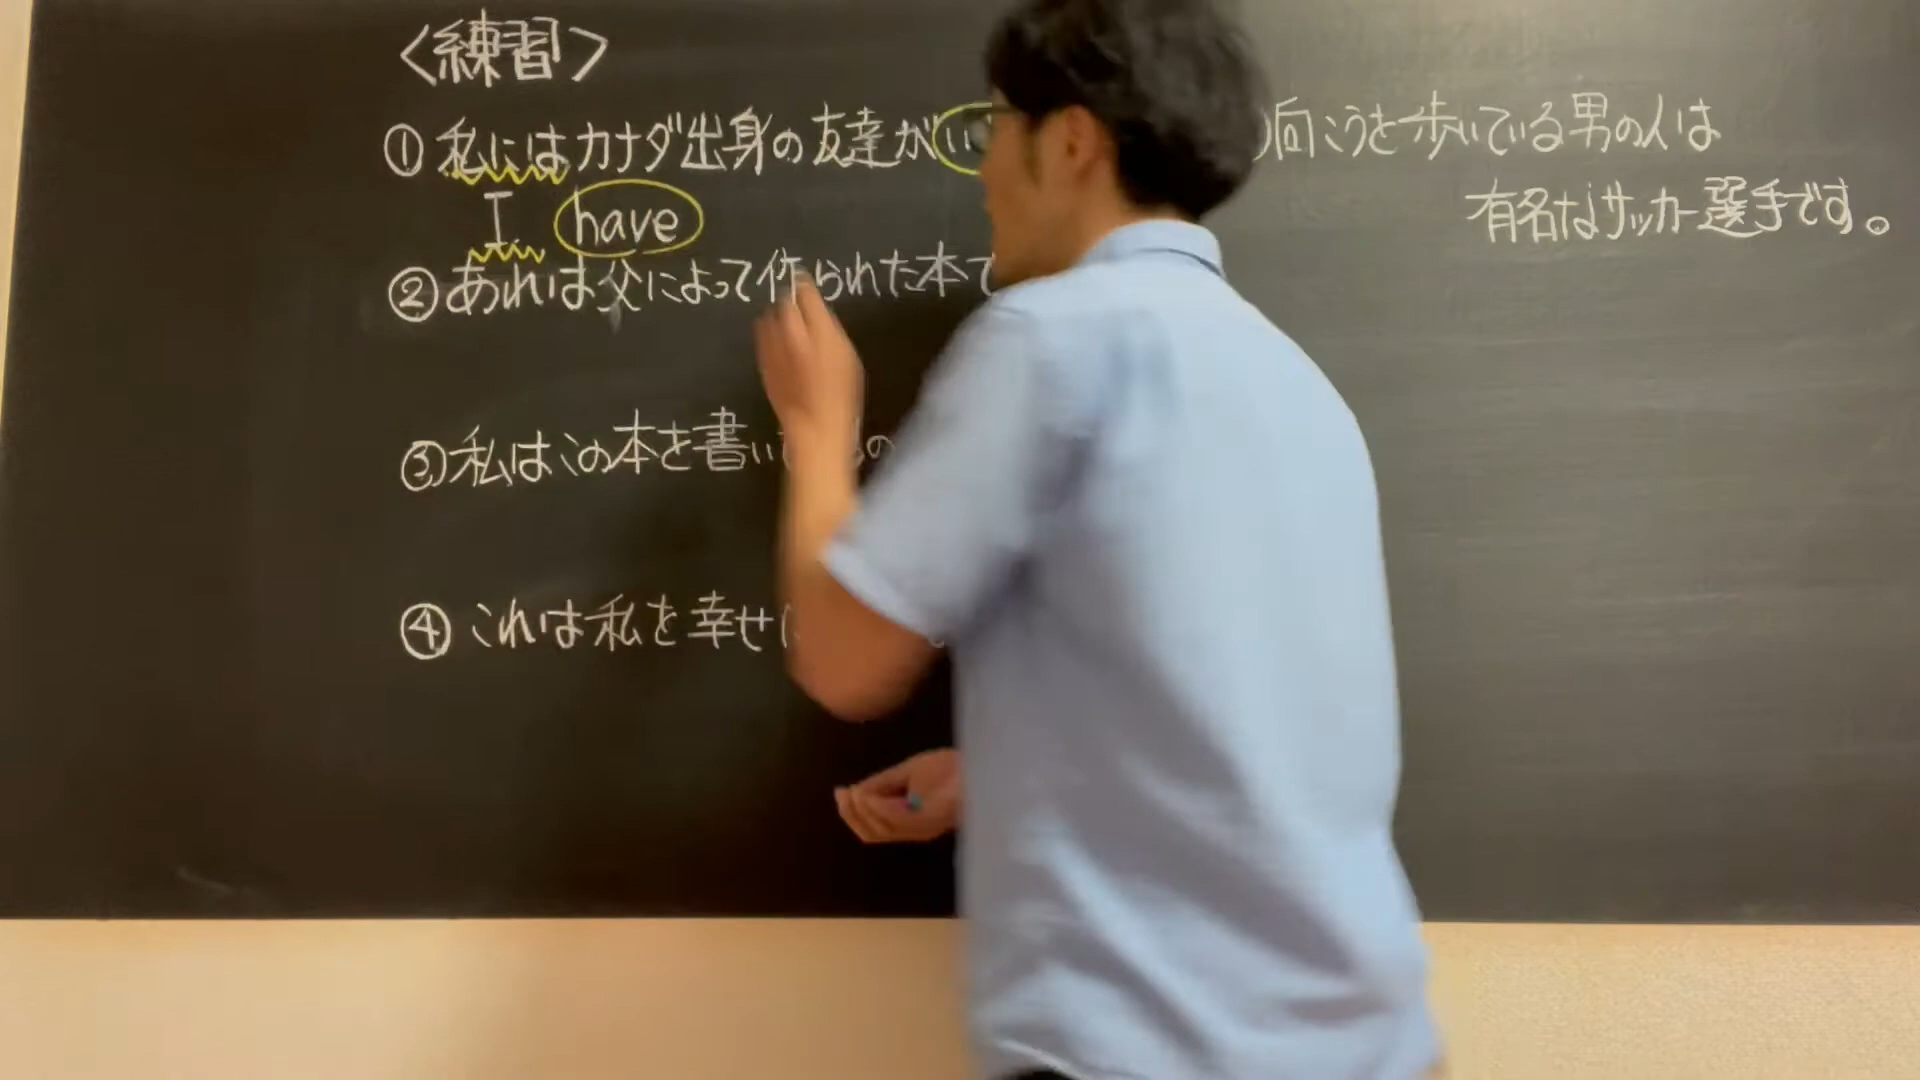 <練習>
① 私にはカナダ出身の友達が
I have
② あれは父によって作られた本
③ 私はこの本を書い
④ これは私を幸せ
向こうを歩いている男の人は
有名なサッカー選手です。